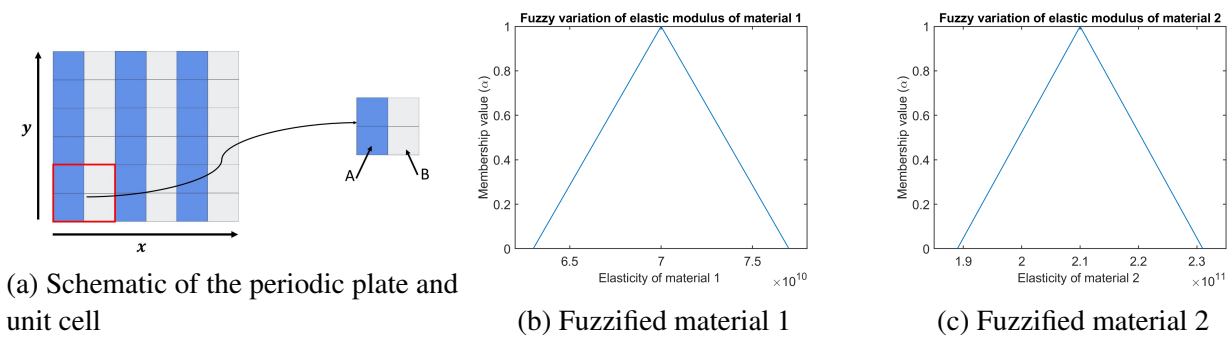 y
x
A
B
(a) Schematic of the periodic plate and
unit cell
Fuzzy variation of elastic modulus of material 1
Membership value (α)
1
0.8
0.6
0.4
0.2
0
6.5
7
7.5
×10^10
Elasticity of material 1
(b) Fuzzified material 1
Fuzzy variation of elastic modulus of material 2
Membership value (α)
1
0.8
0.6
0.4
0.2
0
1.9
2
2.1
2.2
2.3
×10^11
Elasticity of material 2
(c) Fuzzified material 2